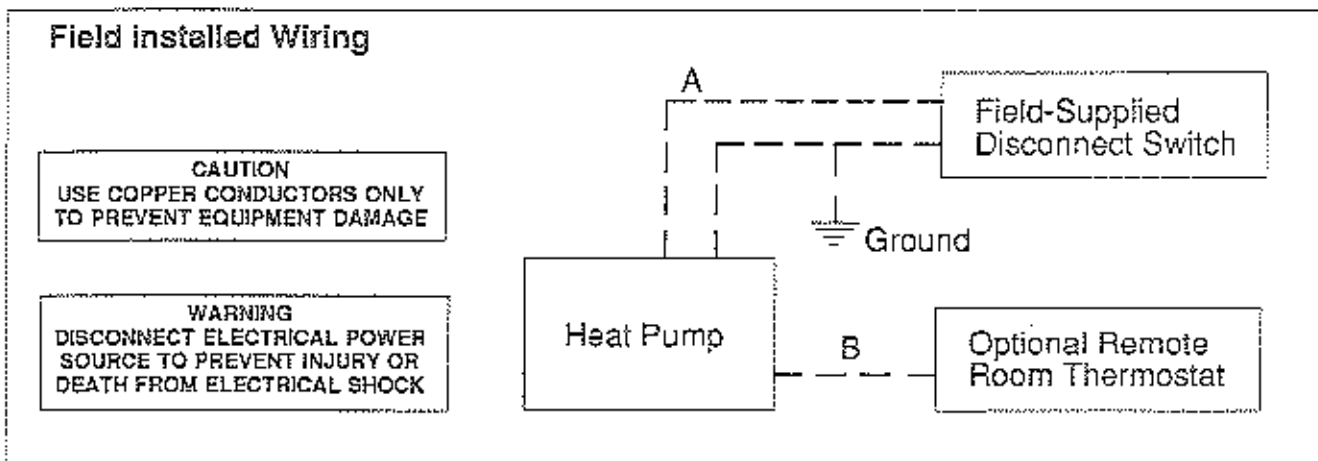 Field installed Wiring
A
Field-Supplied
Disconnect Switch
CAUTION
USE COPPER CONDUCTORS ONLY
TO PREVENT EQUIPMENT DAMAGE
Ground
WARNING
DISCONNECT ELECTRICAL POWER
SOURCE TO PREVENT INJURY OR
DEATH FROM ELECTRICAL SHOCK
Heat Pump
B
Optional Remote
Room Thermostat